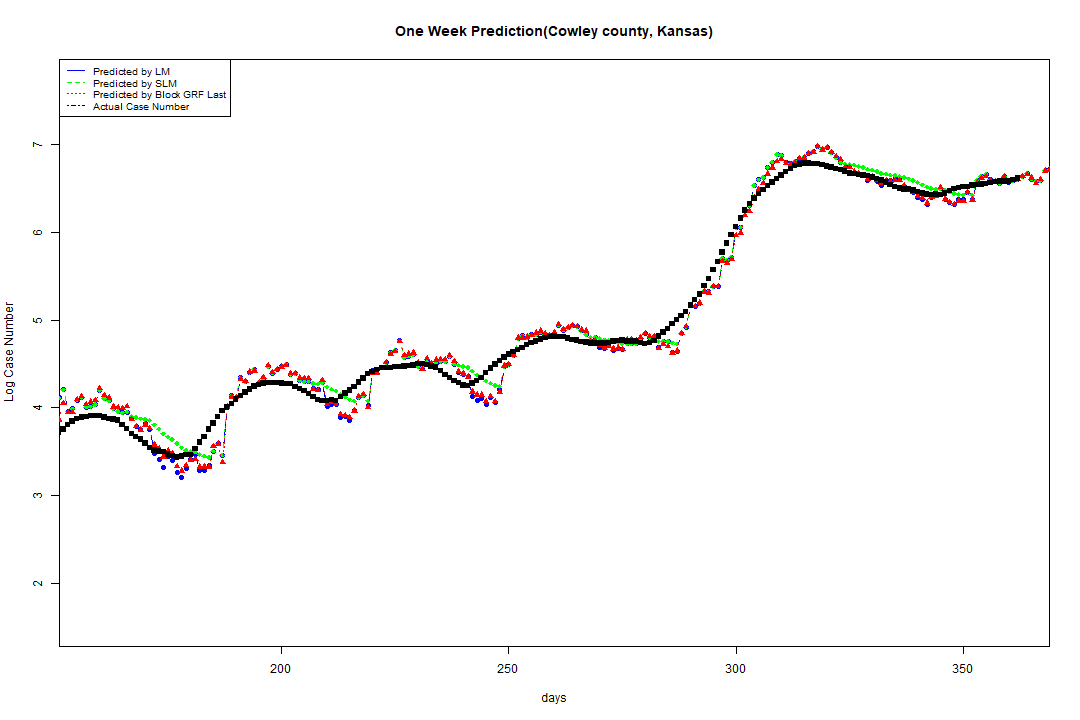 One Week Prediction(Cowley county, Kansas)
Predicted by LM
Predicted by SLM
Predicted by Block GRF Last
Actual Case Number
7
6
5
4
3
2
Log Case Number
200 250 300 350
days